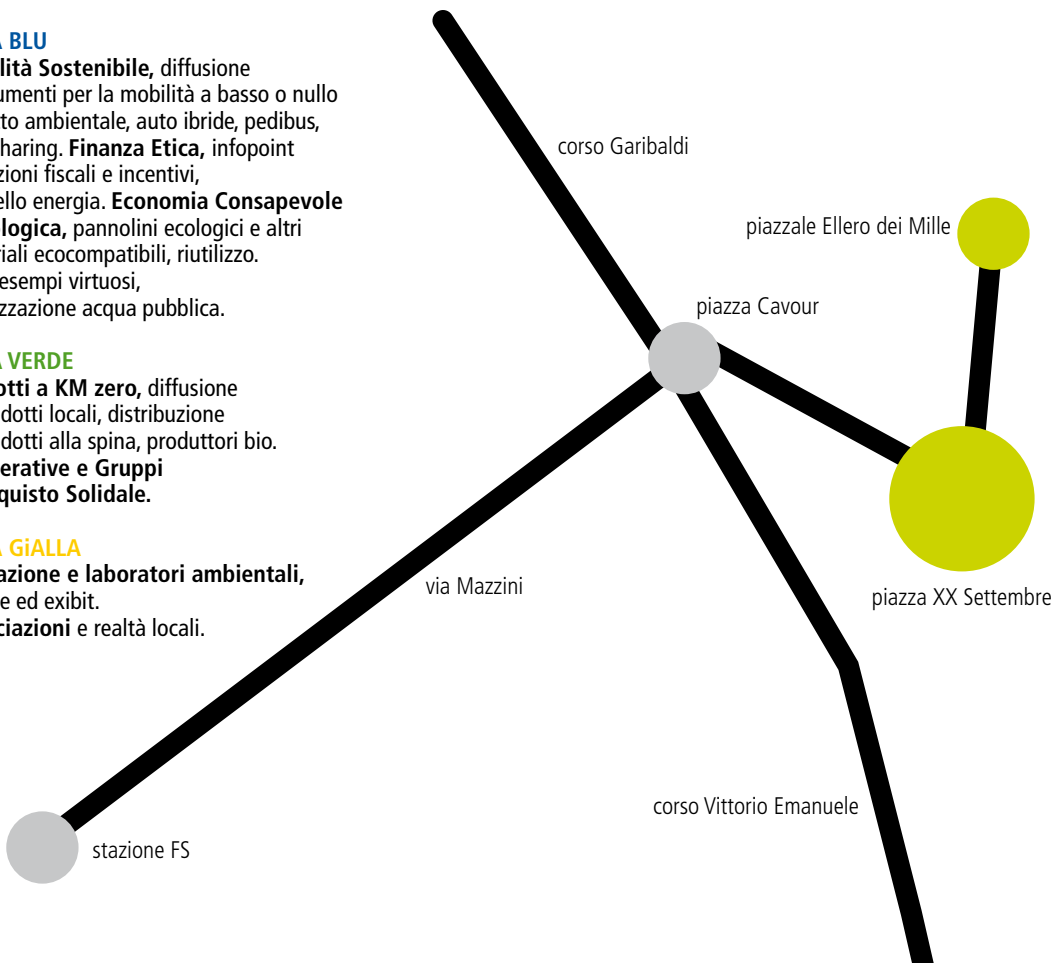 A BLU
lità Sostenibile, diffusione
umenti per la mobilità a basso o nullo
tto ambientale, auto ibride, pedibus,
haring. Finanza Etica, infopoint
zioni fiscali e incentivi,
ello energia. Economia Consapevole
logica, pannolini ecologici e altri
riali ecocompatibili, riutilizzo.
esempi virtuosi,
izzazione acqua pubblica.
A VERDE
otti a KM zero, diffusione
dotti locali, distribuzione
dotti alla spina, produttori bio.
erative e Gruppi
quisto Solidale.
A GiALLA
azione e laboratori ambientali,
e ed exibit.
ciazioni e realtà locali.
corso Garibaldi
piazzale Ellero dei Mille
piazza Cavour
via Mazzini
piazza XX Settembre
corso Vittorio Emanuele
stazione FS